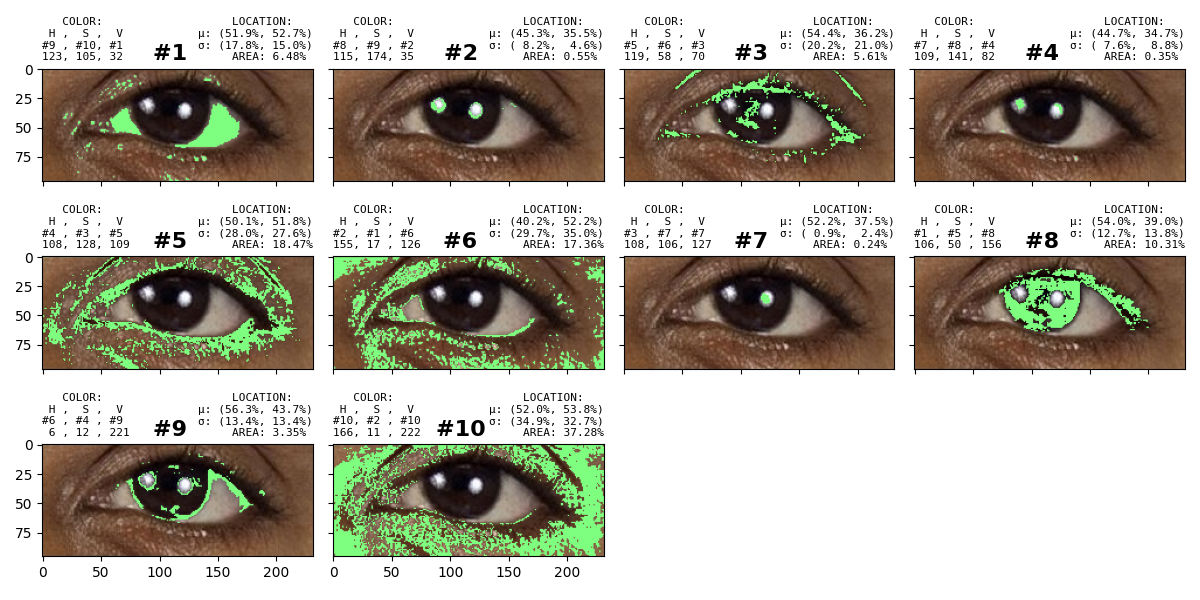 COLOR: LOCATION:
H , S , V μ: (51.9%, 52.7%)
#9 , #10, #1 #1 σ: (17.8%, 15.0%)
123, 105, 32 AREA: 6.48%
COLOR: LOCATION:
H , S , V μ: (45.3%, 35.5%)
#8 , #9 , #2 #2 σ: ( 8.2%, 4.6%)
115, 174, 35 AREA: 0.55%
COLOR: LOCATION:
H , S , V μ: (54.4%, 36.2%)
#5 , #6 , #3 #3 σ: (20.2%, 21.0%)
119, 58 , 70 AREA: 5.61%
COLOR: LOCATION:
H , S , V μ: (44.7%, 34.7%)
#7 , #8 , #4 #4 σ: ( 7.6%, 8.8%)
109, 141, 82 AREA: 0.35%
0
25
50
75
COLOR: LOCATION:
H , S , V μ: (50.1%, 51.8%)
#4 , #3 , #5 #5 σ: (28.0%, 27.6%)
108, 128, 109 AREA: 18.47%
COLOR: LOCATION:
H , S , V μ: (40.2%, 52.2%)
#2 , #1 , #6 #6 σ: (29.7%, 35.0%)
155, 17 , 126 AREA: 17.36%
COLOR: LOCATION:
H , S , V μ: (52.2%, 37.5%)
#3 , #7 , #7 #7 σ: ( 0.9%, 2.4%)
108, 106, 127 AREA: 0.24%
COLOR: LOCATION:
H , S , V μ: (54.0%, 39.0%)
#1 , #5 , #8 #8 σ: (12.7%, 13.8%)
106, 50 , 156 AREA: 10.31%
0
25
50
75
COLOR: LOCATION:
H , S , V μ: (56.3%, 43.7%)
#6 , #4 , #9 #9 σ: (13.4%, 13.4%)
6 , 12 , 221 AREA: 3.35%
COLOR: LOCATION:
H , S , V μ: (52.0%, 53.8%)
#10, #2 , #10 #10 σ: (34.9%, 32.7%)
166, 11 , 222 AREA: 37.28%
0
25
50
75
0 50 100 150 200
0 50 100 150 200